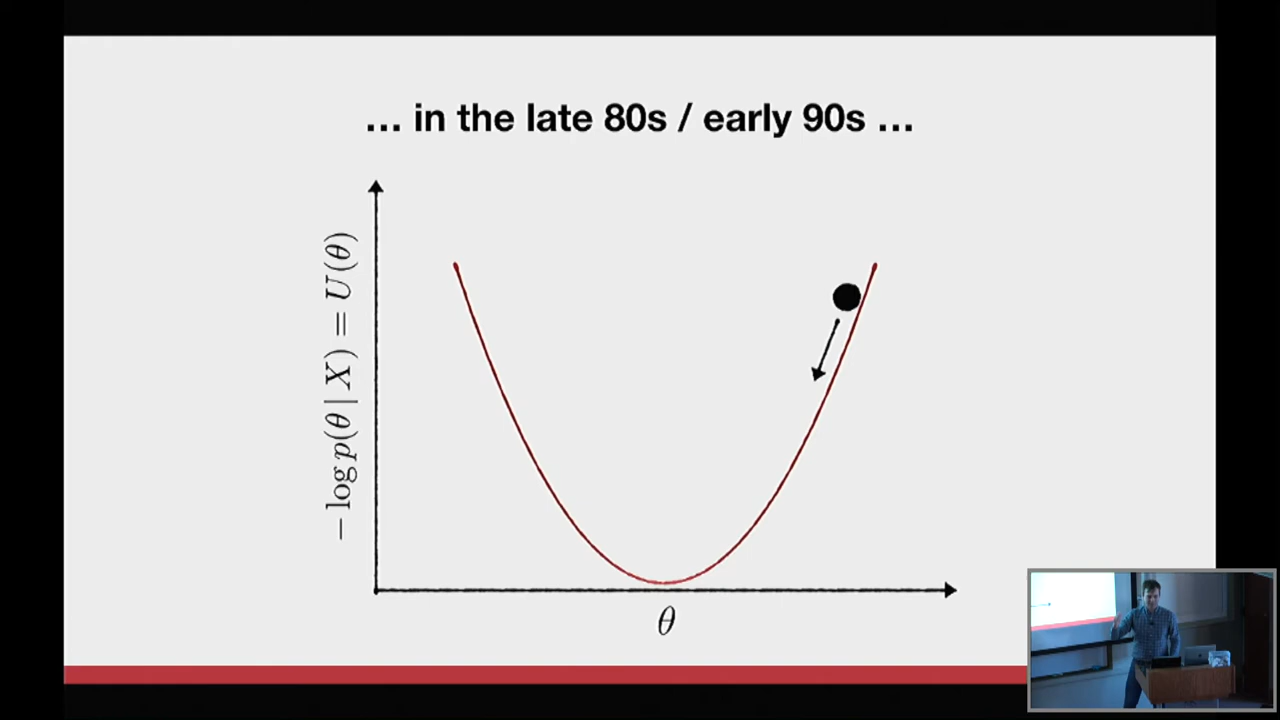 … in the late 80s / early 90s …
− log p(θ | X) = U(θ)
θ